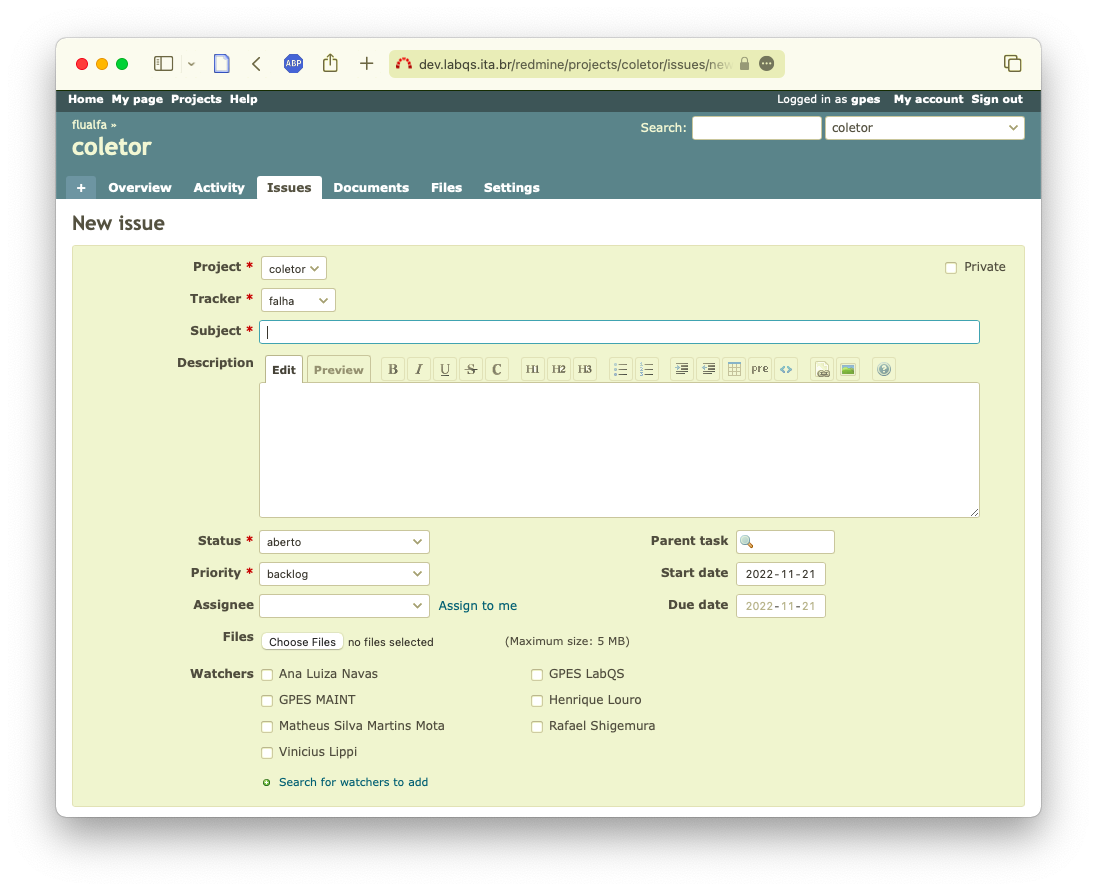 ABP
dev.labqs.ita.br/redmine/projects/coletor/issues/new
Home My page Projects Help Logged in as gpes My account Sign out
flualfa »
Search: coletor
coletor
+ Overview Activity Issues Documents Files Settings
New issue
Project * coletor Private
Tracker * falha
Subject *
Description Edit Preview B I U S C H1 H2 H3 pre <> ?
Status * aberto Parent task
Priority * backlog Start date 2022-11-21
Assignee Assign to me Due date 2022-11-21
Files Choose Files no files selected (Maximum size: 5 MB)
Watchers Ana Luiza Navas GPES LabQS
GPES MAINT Henrique Louro
Matheus Silva Martins Mota Rafael Shigemura
Vinicius Lippi
Search for watchers to add